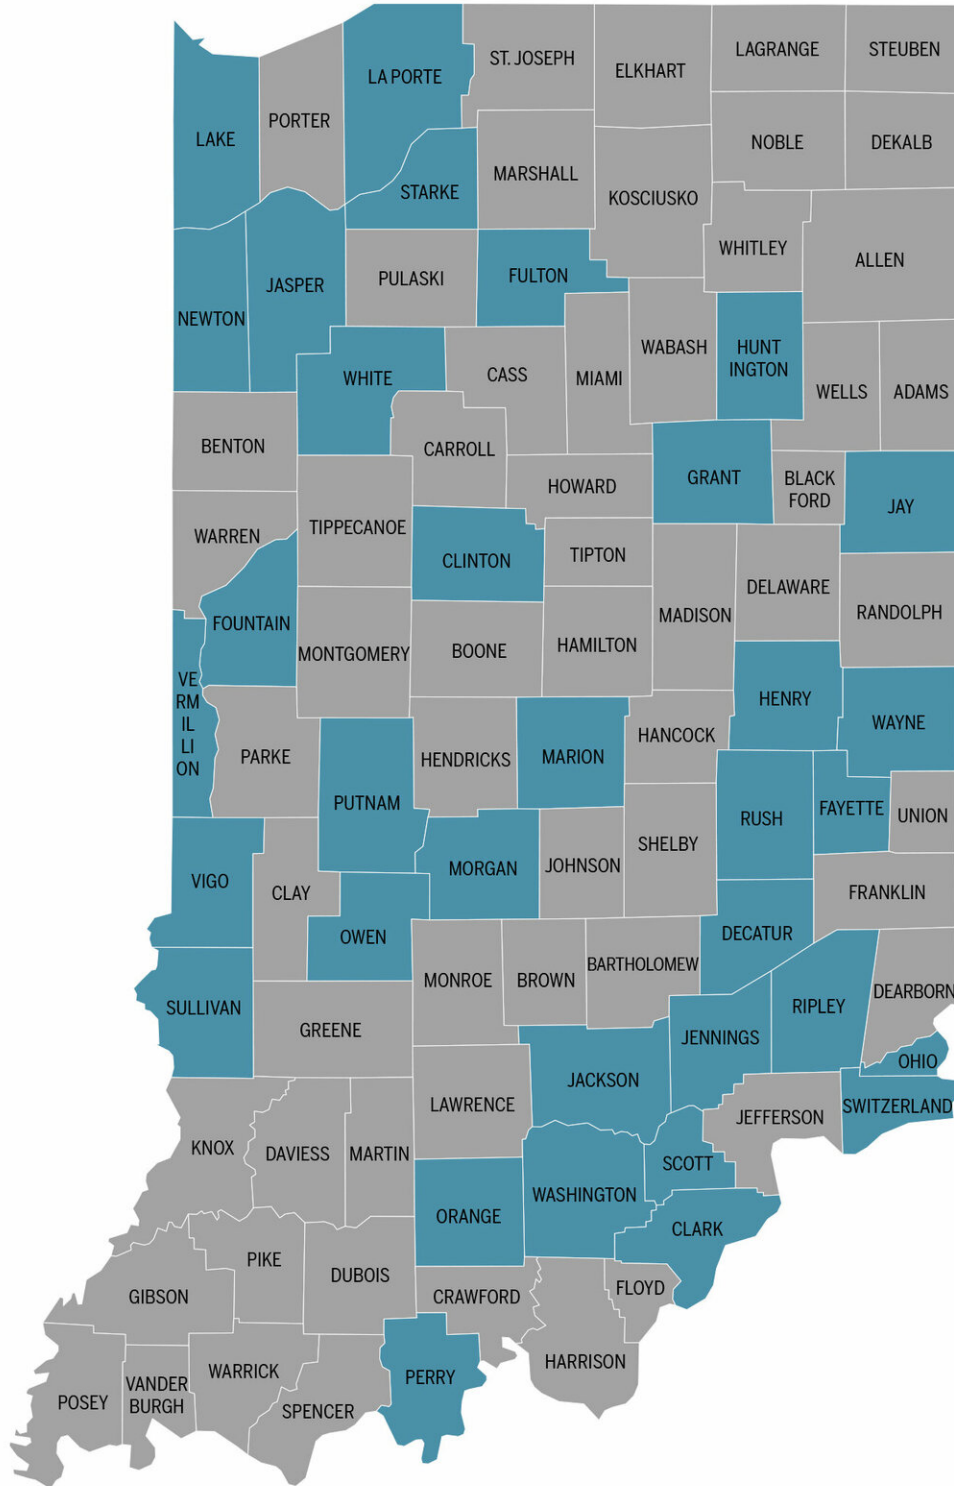 LAGRANGE
STEUBEN
ST. JOSEPH
ELKHART
LA PORTE
PORTER
LAKE
NOBLE
DEKALB
MARSHALL
STARKE
KOSCIUSKO
WHITLEY
ALLEN
PULASKI
FULTON
JASPER
NEWTON
WABASH
HUNT
INGTON
WHITE
CASS
MIAMI
WELLS
ADAMS
BENTON
CARROLL
GRANT
BLACK
FORD
HOWARD
JAY
TIPPECANOE
WARREN
CLINTON
TIPTON
DELAWARE
RANDOLPH
MADISON
FOUNTAIN
MONTGOMERY
BOONE
HAMILTON
VE
RM
IL
LI
ON
HENRY
WAYNE
HANCOCK
PARKE
HENDRICKS
MARION
PUTNAM
RUSH
FAYETTE
UNION
SHELBY
MORGAN
JOHNSON
VIGO
CLAY
FRANKLIN
OWEN
DECATUR
BARTHOLOMEW
MONROE
BROWN
DEARBORN
SULLIVAN
RIPLEY
GREENE
JENNINGS
OHIO
JACKSON
LAWRENCE
SWITZERLAND
JEFFERSON
KNOX
DAVIESS
MARTIN
SCOTT
WASHINGTON
ORANGE
CLARK
PIKE
DUBOIS
FLOYD
GIBSON
CRAWFORD
HARRISON
WARRICK
PERRY
VANDER
BURGH
POSEY
SPENCER